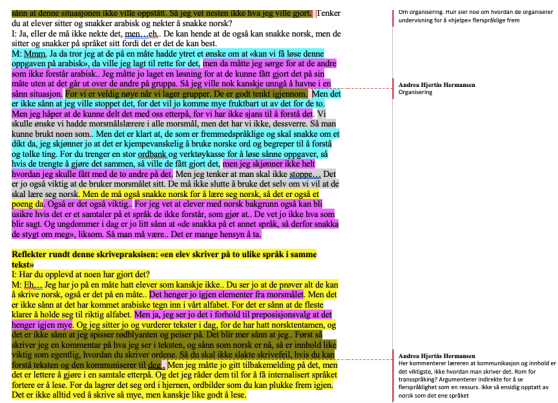 sånn at denne situasjonen ville oppstått. Så jeg vet nesten ikke hva jeg ville gjort. Tenker
du at elever sitter og snakker arabisk og nekter å snakke norsk?
I: Ja, eller de må ikke nekte det, men…eh.. De kan hende at de også kan snakke norsk, men de
sitter og snakker på språket sitt fordi det er det de kan best.
M: Mmm. Ja da tror jeg at de på en måte hadde ytret et ønske om at «kan vi få løse denne
oppgaven på arabisk», da ville jeg lagt til rette for det, men da måtte jeg sørge for at de andre
som ikke forstår arabisk.. Jeg måtte jo laget en løsning for at de kunne fått gjort det på sin
måte uten at det går ut over de andre på gruppa. Så jeg ville nok kanskje ungå å havne i en
sånn situasjon. For vi er veldig nøye når vi lager grupper. De er godt tenkt igjennom. Men det
er ikke sånn at jeg ville stoppet det, for det vil jo komme mye fruktbart ut av det for de to.
Men jeg håper at de kunne delt det med oss etterpå, for vi har ikke sjans til å forstå det. Vi
skulle ønske vi hadde morsmålslærere i alle morsmål, men det har vi ikke, dessverre. Så man
kunne brukt noen som.. Men det er klart at, de som er fremmedspråklige og skal snakke om et
dikt da, jeg skjønner jo at det er kjempevanskelig å bruke norske ord og begreper til å forstå
og tolke ting. For du trenger en stor ordbank og verktøykasse for å løse sånne oppgaver, så
hvis de trengte å gjøre det sammen, så ville de fått gjort det, men jeg skjønner ikke helt
hvordan jeg skulle fått med de to andre på det. Men jeg tenker at man skal ikke stoppe… Det
er jo også viktig at de bruker morsmålet sitt. De må ikke slutte å bruke det selv om vi vil at de
skal lære seg norsk. Men de må også snakke norsk for å lære seg norsk, så det er også et
poeng da. Også er det også viktig.. For jeg vet at elever med norsk bakgrunn også kan bli
usikre hvis det er et samtaler på et språk de ikke forstår, som gjør at.. De vet jo ikke hva som
blir sagt. Og ungdommer i dag er jo litt sånn at «de snakka på et annet språk, så derfor snakka
de stygt om meg», liksom. Så man må være.. Det er mange hensyn å ta.
Reflekter rundt denne skrivepraksisen: «en elev skriver på to ulike språk i samme
tekst»
I: Har du opplevd at noen har gjort det?
M: Eh… Jeg har jo på en måte hatt elever som kanskje ikke.. Du ser jo at de prøver alt de kan
å skrive norsk, også er det på en måte.. Det henger jo igjen elementer fra morsmålet. Men det
er ikke sånn at det har kommet arabiske tegn inn i vårt alfabet. For det er sånn at de fleste
klarer å holde seg til riktig alfabet. Men ja, jeg ser jo det i forhold til preposisjonsvalg at det
henger igjen mye. Og jeg sitter jo og vurderer tekster i dag, for de har hatt norsktentamen, og
det er ikke sånn at jeg spisser rødblyanten og peiser på. Det blir mer sånn at jeg.. Først så
skriver jeg en kommentar på hva jeg ser i teksten, og sånn som norsk er nå, så er innhold like
viktig som egentlig, hvordan du skriver ordene. Så du skal ikke slakte skrivefeil, hvis du kan
forstå teksten og den kommuniserer til deg. Men jeg måtte jo gitt tilbakemelding på det, men
det er lettere å gjøre i en samtale etterpå. Og det jeg råder dem til for å få internalisert språket
fortere er å lese. For da lagrer det seg ord i hjernen, ordbilder som du kan plukke frem igjen.
Det er ikke alltid ved å skrive så mye, men kanskje like godt å lese.
Om organisering. Hun sier noe om hvordan de organiserer
undervisning for å «hjelpe» flerspråklige frem
Andrea Hjertås Hermansen
Organisering
Andrea Hjertås Hermansen
Her kommenterer læreren at kommunikasjon og innhold er
det viktigste, ikke hvordan man skriver det. Rom for
transspråking? Argumenterer indirekte for å se
flerspråklighet som en ressurs. Ikke så ensidig opptatt av
norsk som det ene språket